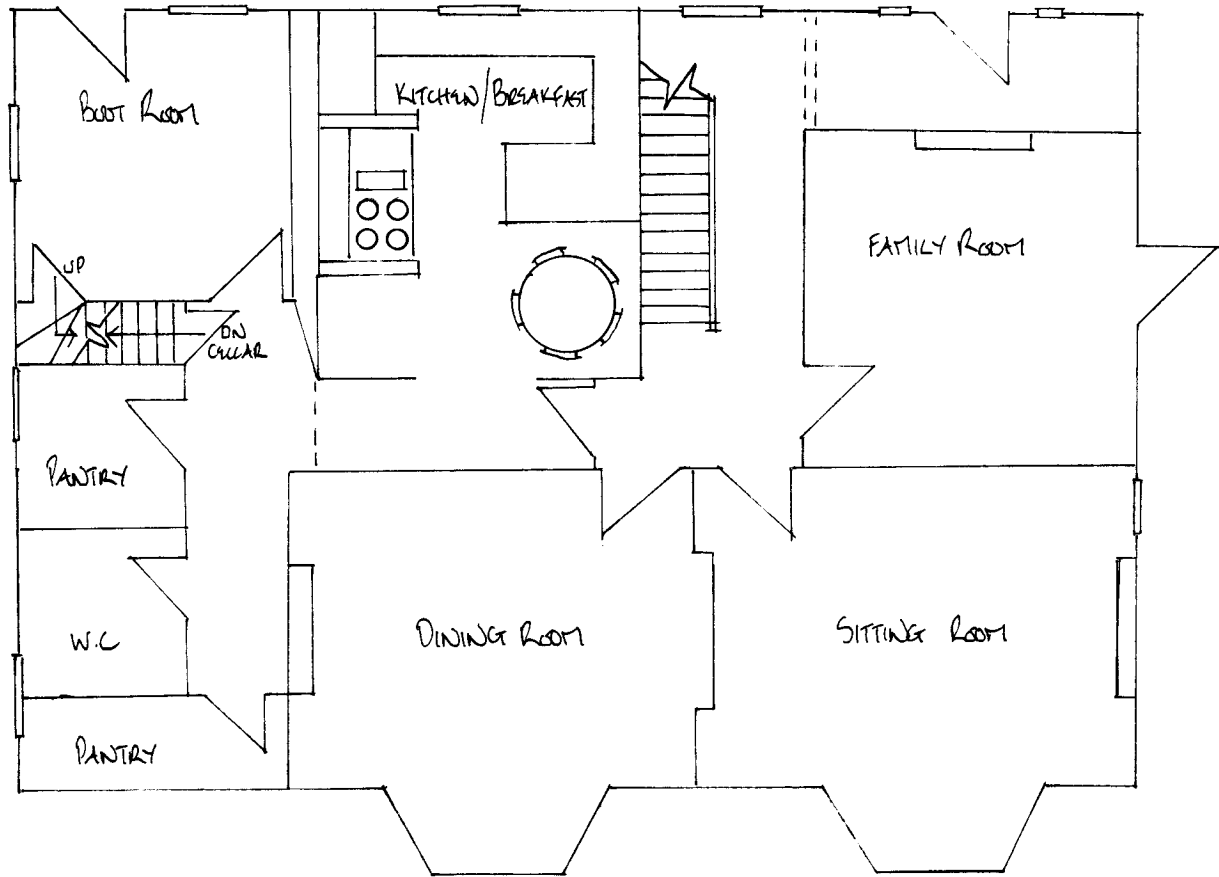 BOOT ROOM
KITCHEN/BREAKFAST
FAMILY ROOM
UP
DN
CELLAR
PANTRY
W.C
DINING ROOM
SITTING ROOM
PANTRY